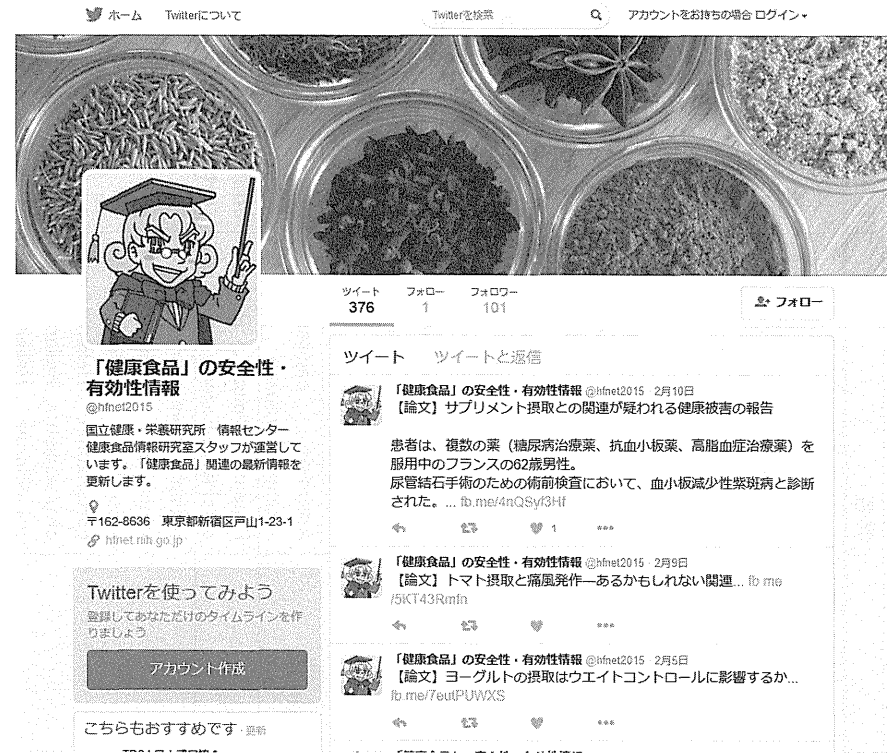 ホーム Twitterについて Twitterを検索 アカウントをお持ちの場合 ログイン
ツイート フォロー フォロワー
376 1 101
フォロー
「健康食品」の安全性・
有効性情報
@hfnet2015
国立健康・栄養研究所 情報センター
健康食品情報研究室スタッフが運営して
います。「健康食品」関連の最新情報を
更新します。
〒162-8636 東京都新宿区戸山1-23-1
hfnet.nih.go.jp
Twitterを使ってみよう
登録してあなただけのタイムラインを作
りましょう
アカウント作成
こちらもおすすめです · 更新
ツイート ツイートと返信
「健康食品」の安全性・有効性情報 @hfnet2015 · 2月10日
【論文】サプリメント摂取との関連が疑われる健康被害の報告
患者は、複数の薬（糖尿病治療薬、抗血小板薬、高脂血症治療薬）を
服用中のフランスの62歳男性。
尿管結石手術のための術前検査において、血小板減少性紫斑病と診断
された。... fb.me/4nQSyf3Hf
1
「健康食品」の安全性・有効性情報 @hfnet2015 · 2月9日
【論文】トマト摂取と痛風発作―あるかもしれない関連... fb.me
/5KT43Rmfn
「健康食品」の安全性・有効性情報 @hfnet2015 · 2月5日
【論文】ヨーグルトの摂取はウエイトコントロールに影響するか...
fb.me/7eutPUWXS